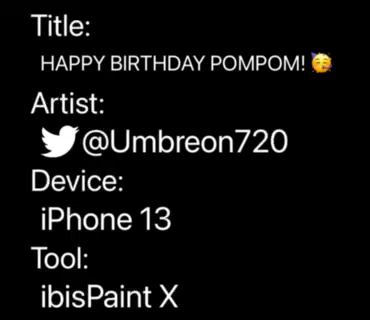 Title:
HAPPY BIRTHDAY POMPOM! 🥳
Artist:
@Umbreon720
Device:
iPhone 13
Tool:
ibisPaint X